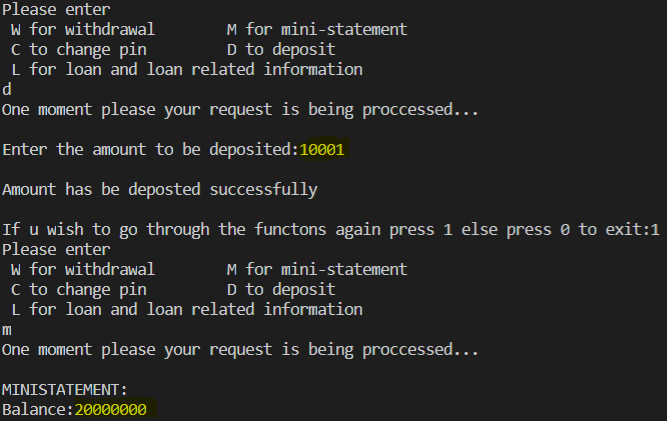 Please enter
W for withdrawal M for mini-statement
C to change pin D to deposit
L for loan and loan related information
d
One moment please your request is being proccessed...
Enter the amount to be deposited:10001
Amount has be deposted successfully
If u wish to go through the functons again press 1 else press 0 to exit:1
Please enter
W for withdrawal M for mini-statement
C to change pin D to deposit
L for loan and loan related information
m
One moment please your request is being proccessed...
MINISTATEMENT:
Balance:20000000